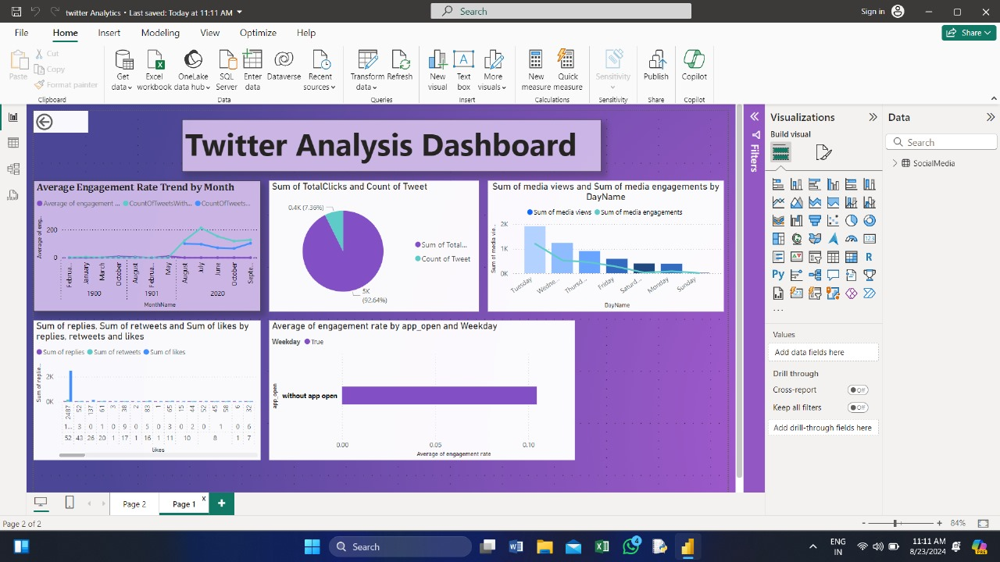 twitter Analytics • Last saved: Today at 11:11 AM
Search
Sign in
File Home Insert Modeling View Optimize Help
Share
Paste
Cut
Copy
Format painter
Clipboard
Get data
Excel workbook
OneLake data hub
SQL Server
Enter data
Dataverse
Recent sources
Data
Transform data
Refresh
Queries
New visual
Text box
More visuals
Insert
New measure
Quick measure
Calculations
Sensitivity
Sensitivity
Publish
Share
Copilot
Copilot
Twitter Analysis Dashboard
Average Engagement Rate Trend by Month
Average of engagement ... CountOfTweetsWith... CountOfTweets...
Average of eng...
200
0
Februa...
January
March
August
Februa...
May
July
June
1900 1901 2020
MonthName
Sum of TotalClicks and Count of Tweet
0.4K (7.36%)
5K
(92.64%)
Sum of Total...
Count of Tweet
Sum of media views and Sum of media engagements by
DayName
Sum of media views Sum of media engagements
Sum of media vie...
2K
1K
0K
Tuesday Wedne... Thursd... Friday Saturd... Monday Sunday
DayName
Sum of replies, Sum of retweets and Sum of likes by
replies, retweets and likes
Sum of replies Sum of retweets Sum of likes
Sum of replie...
2K
0K
2487 52 137 61 3 38 2 83 1 65 15 44 52 45 58 6 32
1... 3 0 1 0 9 0 5 0 3 0 2 0 1 0 6
52 43 26 20 1 17 1 16 1 11 10 8 1 7
likes
Average of engagement rate by app_open and Weekday
Weekday True
app_open
without app open
0.00 0.05 0.10
Average of engagement rate
Filters
Visualizations
Build visual
Values
Add data fields here
Drill through
Cross-report Off
Keep all filters Off
Add drill-through fields here
Data
Search
SocialMedia
Page 2
Page 1
Page 2 of 2
84%
Search
4
ENG
IN
11:11 AM
8/23/2024
PRE